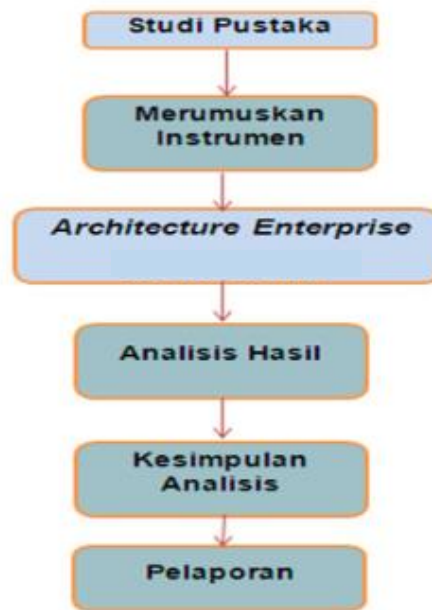 Studi Pustaka
Merumuskan
Instrumen
Architecture Enterprise
Analisis Hasil
Kesimpulan
Analisis
Pelaporan